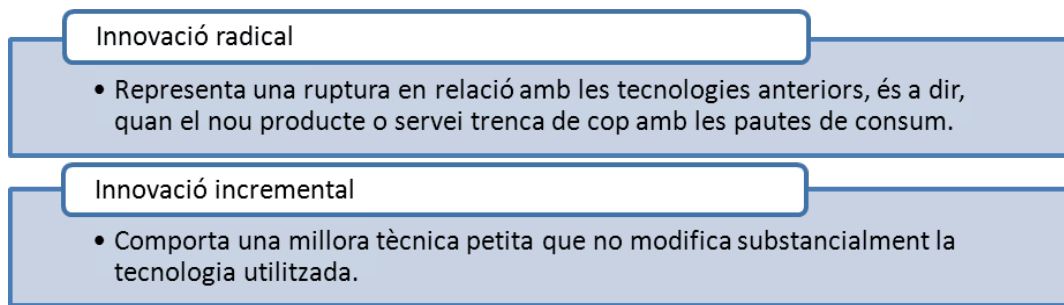 Innovació radical
• Representa una ruptura en relació amb les tecnologies anteriors, és a dir,
quan el nou producte o servei trenca de cop amb les pautes de consum.
Innovació incremental
• Comporta una millora tècnica petita que no modifica substancialment la
tecnologia utilitzada.